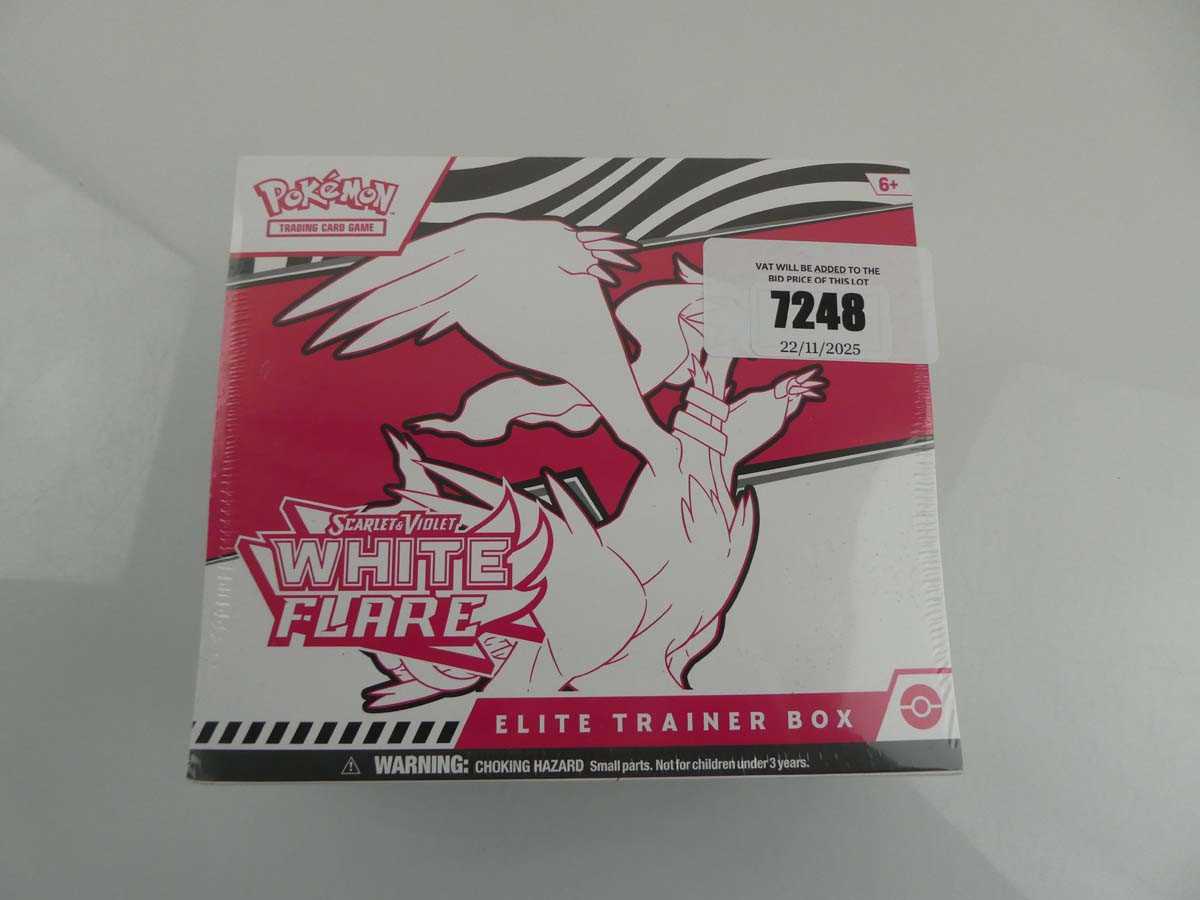 POKéMON
TRADING CARD GAME
6+
VAT WILL BE ADDED TO THE
BID PRICE OF THIS LOT
7248
22/11/2025
SCARLET & VIOLET
WHITE
FLARE
ELITE TRAINER BOX
WARNING: CHOKING HAZARD Small parts. Not for children under 3 years.